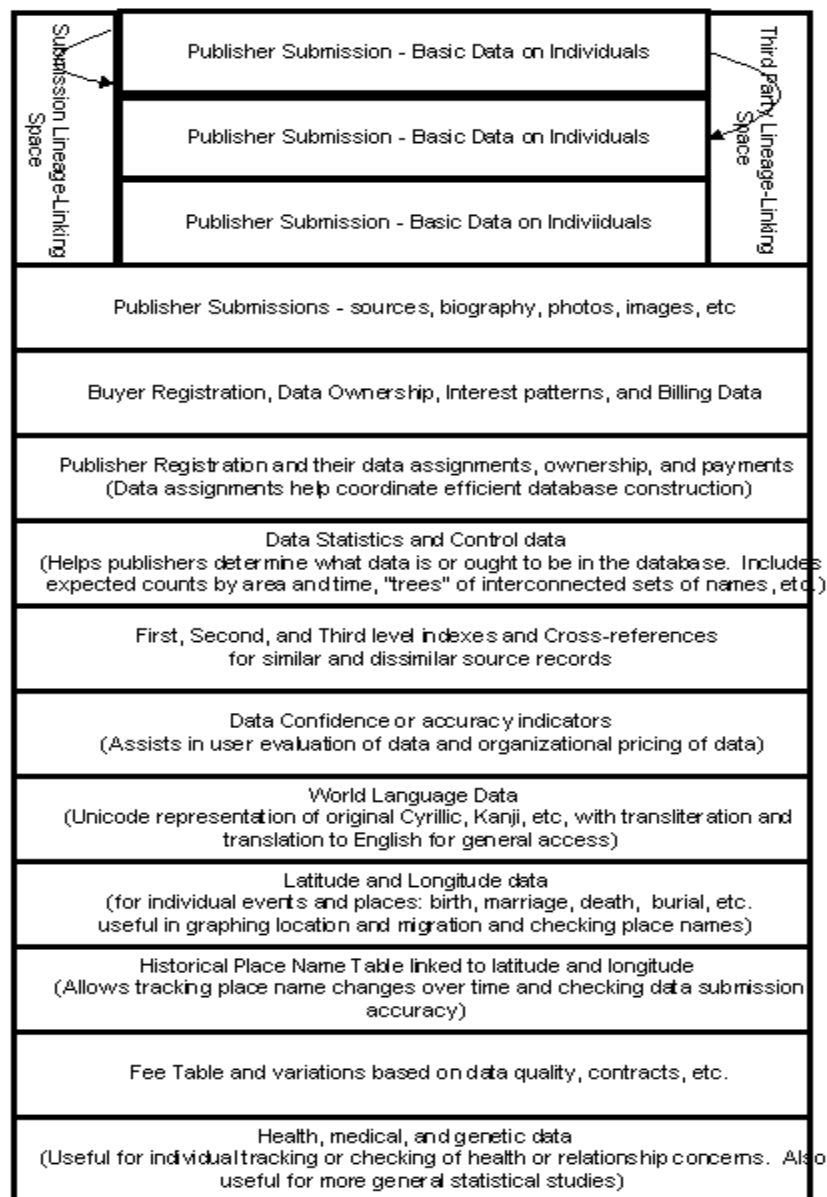 Submission Lineage-Linking
Space
Publisher Submission - Basic Data on Individuals
Third Party Lineage-Linking
Space
Publisher Submission - Basic Data on Individuals
Publisher Submission - Basic Data on Indiviiduals
Publisher Submissions - sources, biography, photos, images, etc
Buyer Registration, Data Ownership, Interest patterns, and Billing Data
Publisher Registration and their data assignments, ownership, and payments
(Data assignments help coordinate efficient database construction)
Data Statistics and Control data
(Helps publishers determine what data is or ought to be in the database. Includes
expected counts by area and time, "trees" of interconnected sets of names, etc.)
First, Second, and Third level indexes and Cross-references
for similar and dissimilar source records
Data Confidence or accuracy indicators
(Assists in user evaluation of data and organizational pricing of data)
World Language Data
(Unicode representation of original Cyrillic, Kanji, etc, with transliteration and
translation to English for general access)
Latitude and Longitude data
(for individual events and places: birth, marriage, death, burial, etc.
useful in graphing location and migration and checking place names)
Historical Place Name Table linked to latitude and longitude
(Allows tracking place name changes over time and checking data submission
accuracy)
Fee Table and variations based on data quality, contracts, etc.
Health, medical, and genetic data
(Useful for individual tracking or checking of health or relationship concerns. Also
useful for more general statistical studies)